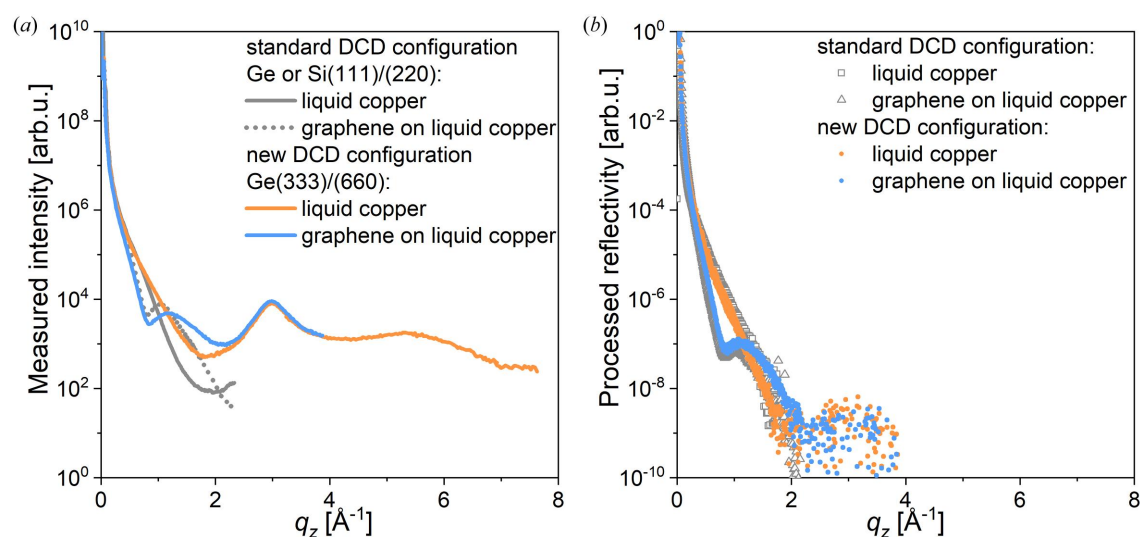 (a)
10^10
10^8
10^6
10^4
10^2
10^0
Measured intensity [arb.u.]
standard DCD configuration
Ge or Si(111)/(220):
liquid copper
graphene on liquid copper
new DCD configuration
Ge(333)/(660):
liquid copper
graphene on liquid copper
0 2 4 6 8
q_z [Å^-1]
(b)
10^0
10^-2
10^-4
10^-6
10^-8
10^-10
Processed reflectivity [arb.u.]
standard DCD configuration:
liquid copper
graphene on liquid copper
new DCD configuration:
liquid copper
graphene on liquid copper
0 2 4 6 8
q_z [Å^-1]